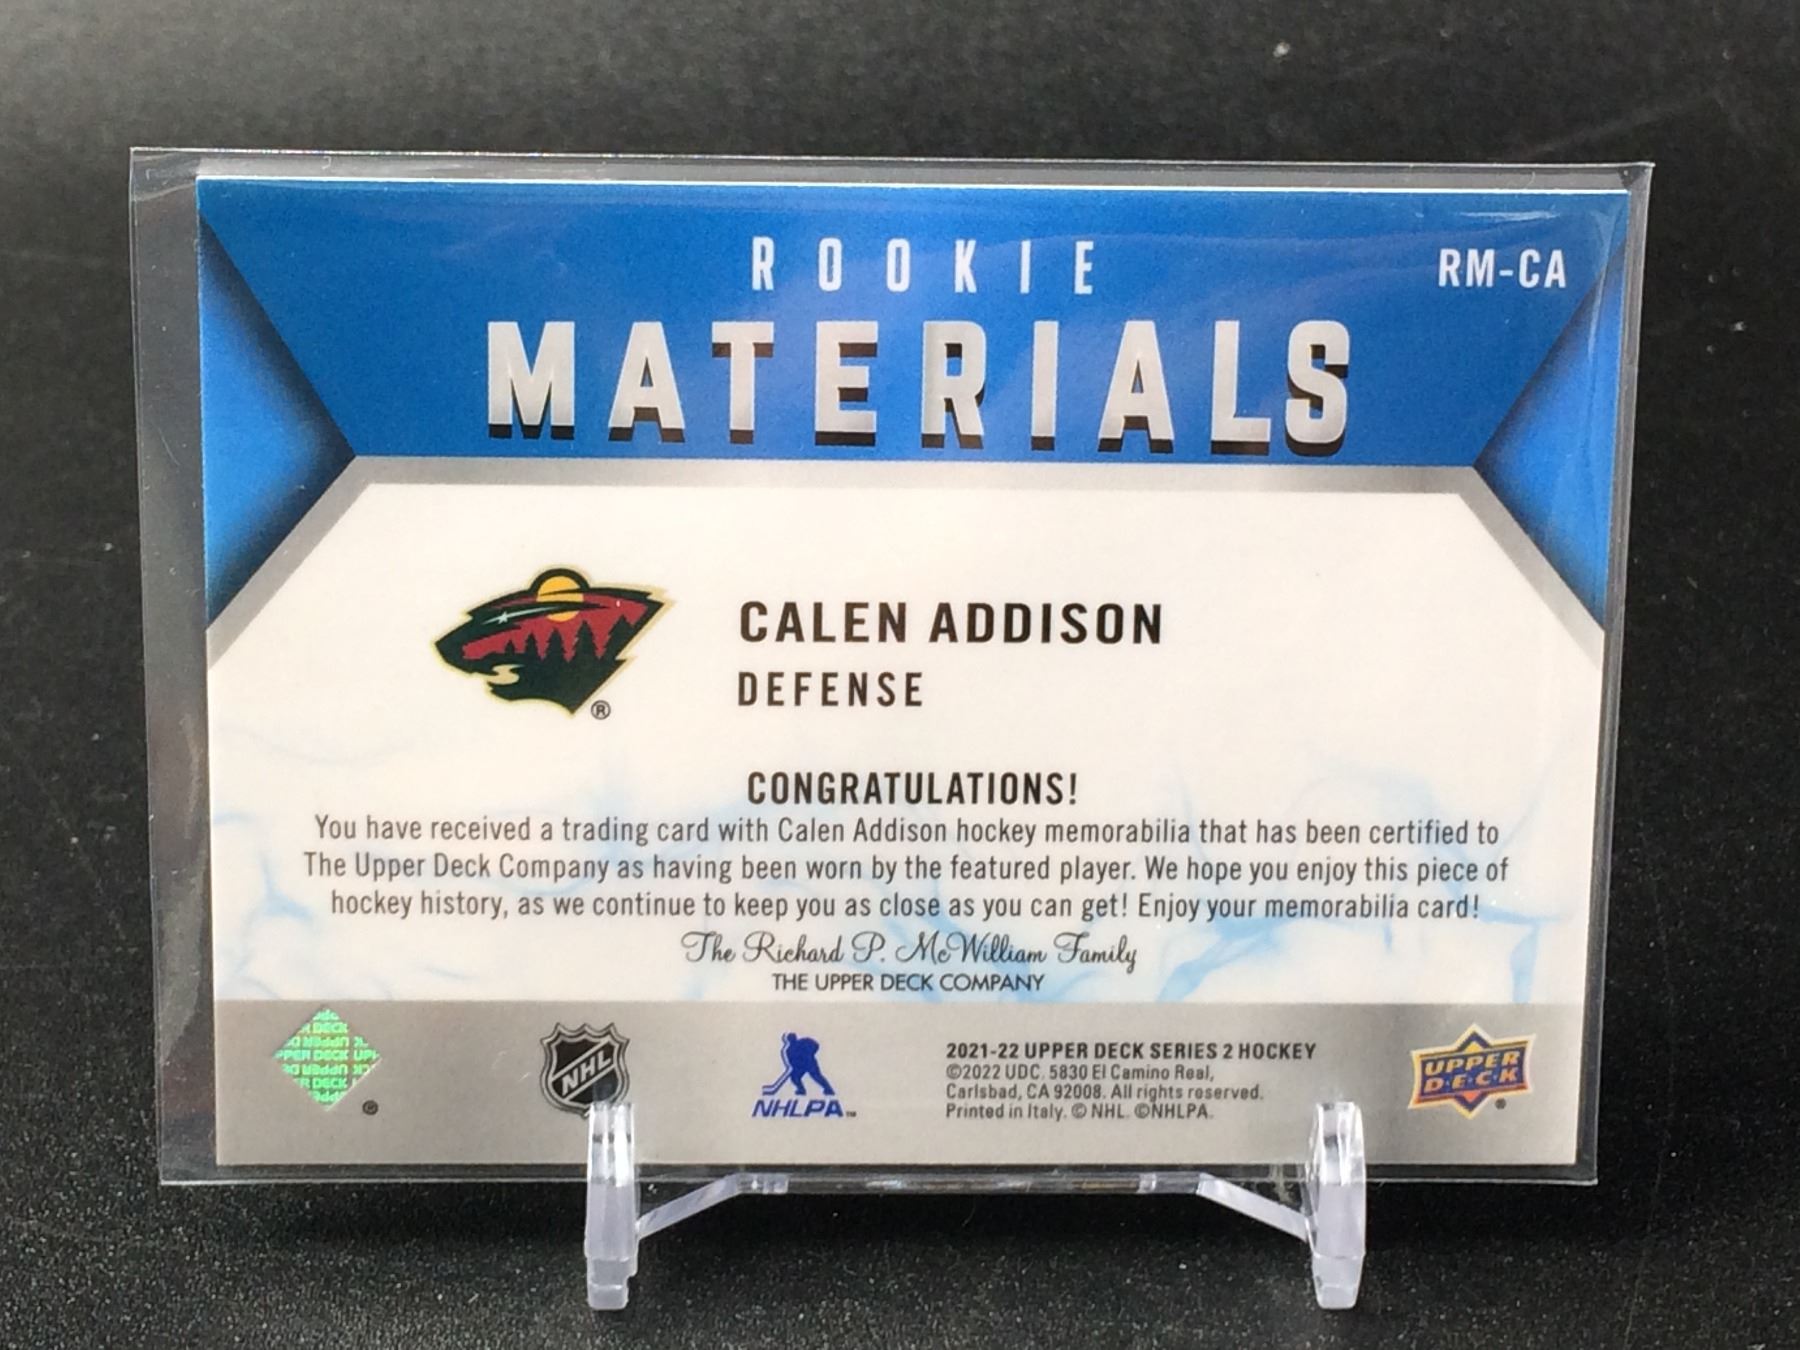 ROOKIE
RM-CA
MATERIALS
CALEN ADDISON
DEFENSE
®
CONGRATULATIONS!
You have received a trading card with Calen Addison hockey memorabilia that has been certified to
The Upper Deck Company as having been worn by the featured player. We hope you enjoy this piece of
hockey history, as we continue to keep you as close as you can get! Enjoy your memorabilia card!
The Richard P. McWilliam Family
THE UPPER DECK COMPANY
UPPER DECK
®
NHL
NHLPA™
2021-22 UPPER DECK SERIES 2 HOCKEY
©2022 UDC. 5830 El Camino Real,
Carlsbad, CA 92008. All rights reserved.
Printed in Italy. © NHL. ©NHLPA.
UPPER
DECK
®